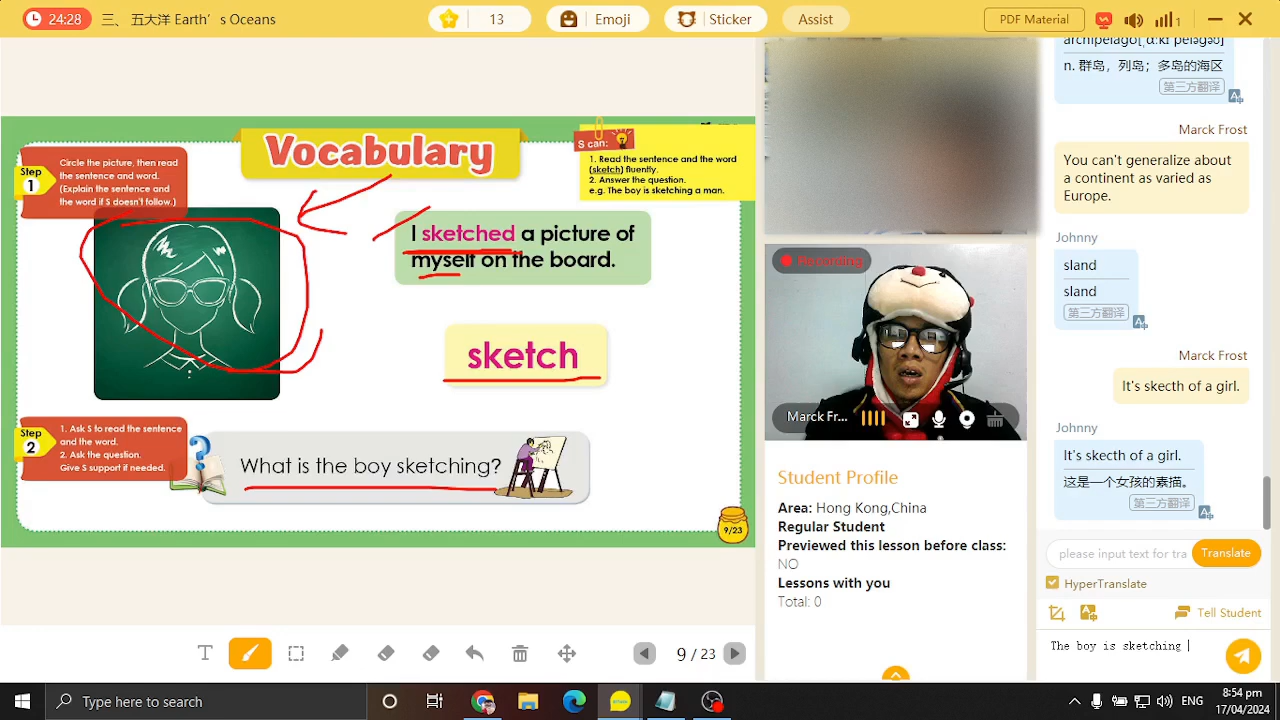 24:28
三、五大洋 Earth’s Oceans
13
Emoji
Sticker
Assist
PDF Material
1
Vocabulary
Step
1
Circle the picture, then read
the sentence and word.
(Explain the sentence and
the word if S doesn't follow.)
S can:
1. Read the sentence and the word
(sketch) fluently.
2. Answer the question.
e.g. The boy is sketching a man.
I sketched a picture of
myself on the board.
sketch
Step
2
1. Ask S to read the sentence
and the word.
2. Ask the question.
Give S support if needed.
What is the boy sketching?
9/23
9 / 23
Recording
Marck Fr...
Student Profile
Area: Hong Kong,China
Regular Student
Previewed this lesson before class:
NO
Lessons with you
Total: 0
n. 群岛，列岛；多岛的海区
第三方翻译
Marck Frost
You can't generalize about
a continent as varied as
Europe.
Johnny
sland
sland
第三方翻译
Marck Frost
It's skecth of a girl.
Johnny
It's skecth of a girl.
这是一个女孩的素描。
第三方翻译
please input text for tra
Translate
HyperTranslate
Tell Student
The boy is sketching
Type here to search
ENG
8:54 pm
17/04/2024